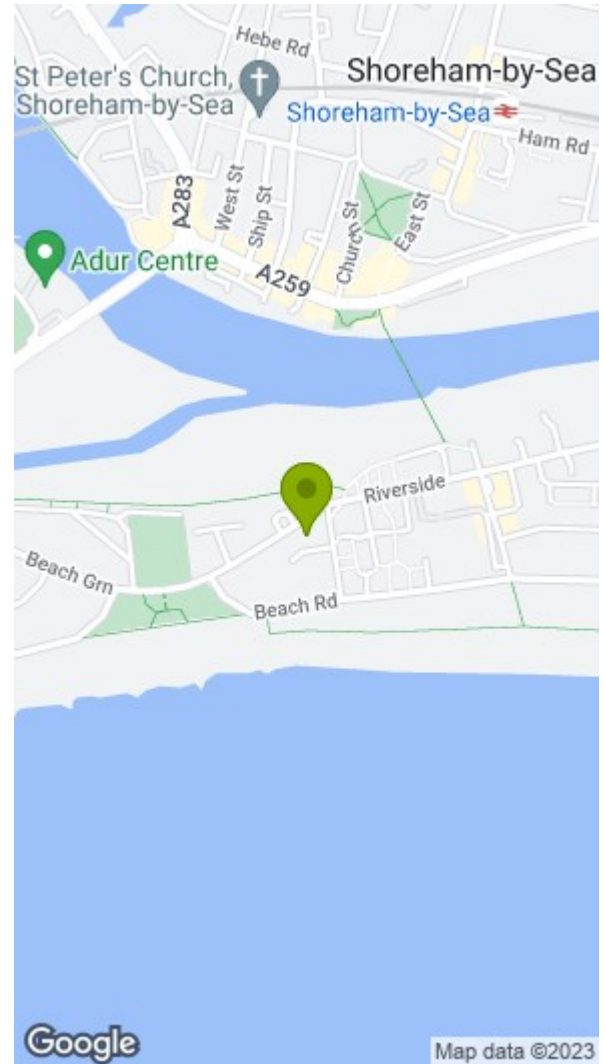 Hebe Rd
St Peter's Church,
Shoreham-by-Sea
Shoreham-by-Sea
Shoreham-by-Sea
Ham Rd
A283
West St
Ship St
Church St
East St
Adur Centre
A259
Riverside
Beach Grn
Beach Rd
Google
Map data ©2023